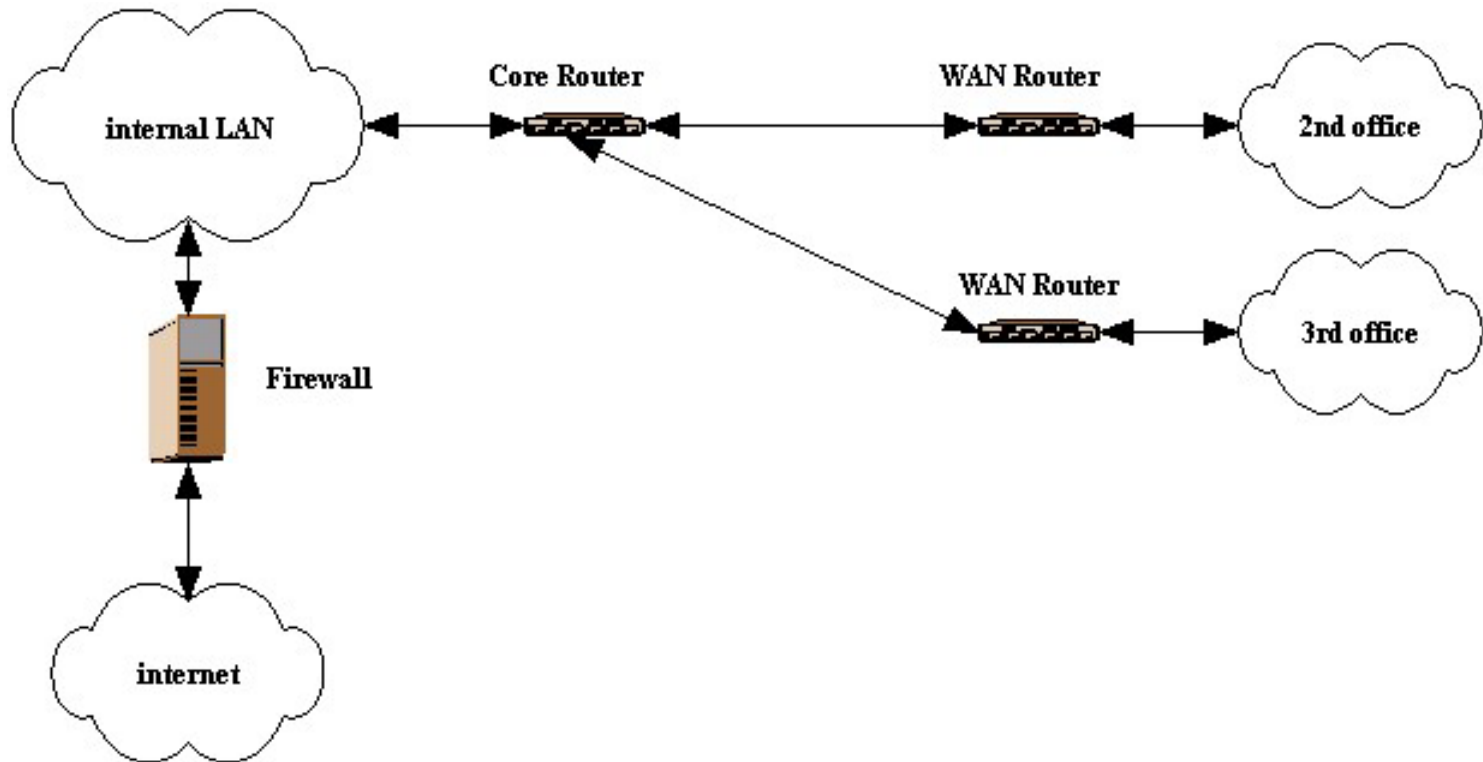 Core Router
WAN Router
internal LAN
2nd office
WAN Router
3rd office
Firewall
internet